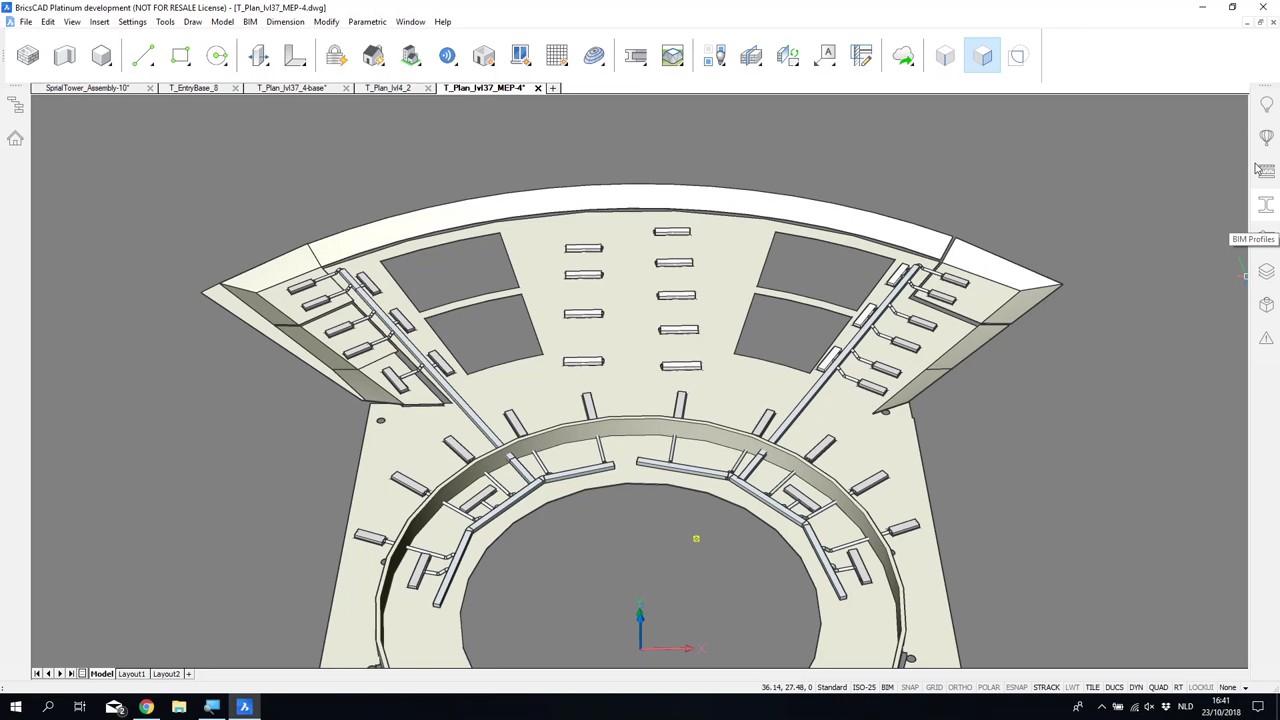 BricsCAD Platinum development (NOT FOR RESALE License) - [T_Plan_lvl37_MEP-4.dwg]
File Edit View Insert Settings Tools Draw Model BIM Dimension Modify Parametric Window Help
SprialTower_Assembly-10* T_EntryBase_8 T_Plan_lvl37_4-base* T_Plan_lvl4_2 T_Plan_lvl37_MEP-4*
BIM Profiles
X
Model Layout1 Layout2
: 36.14, 27.48, 0 Standard ISO-25 BIM SNAP GRID ORTHO POLAR ESNAP STRACK LWT TILE DUCS DYN QUAD RT LOCKUI None
2 NLD 16:41
23/10/2018